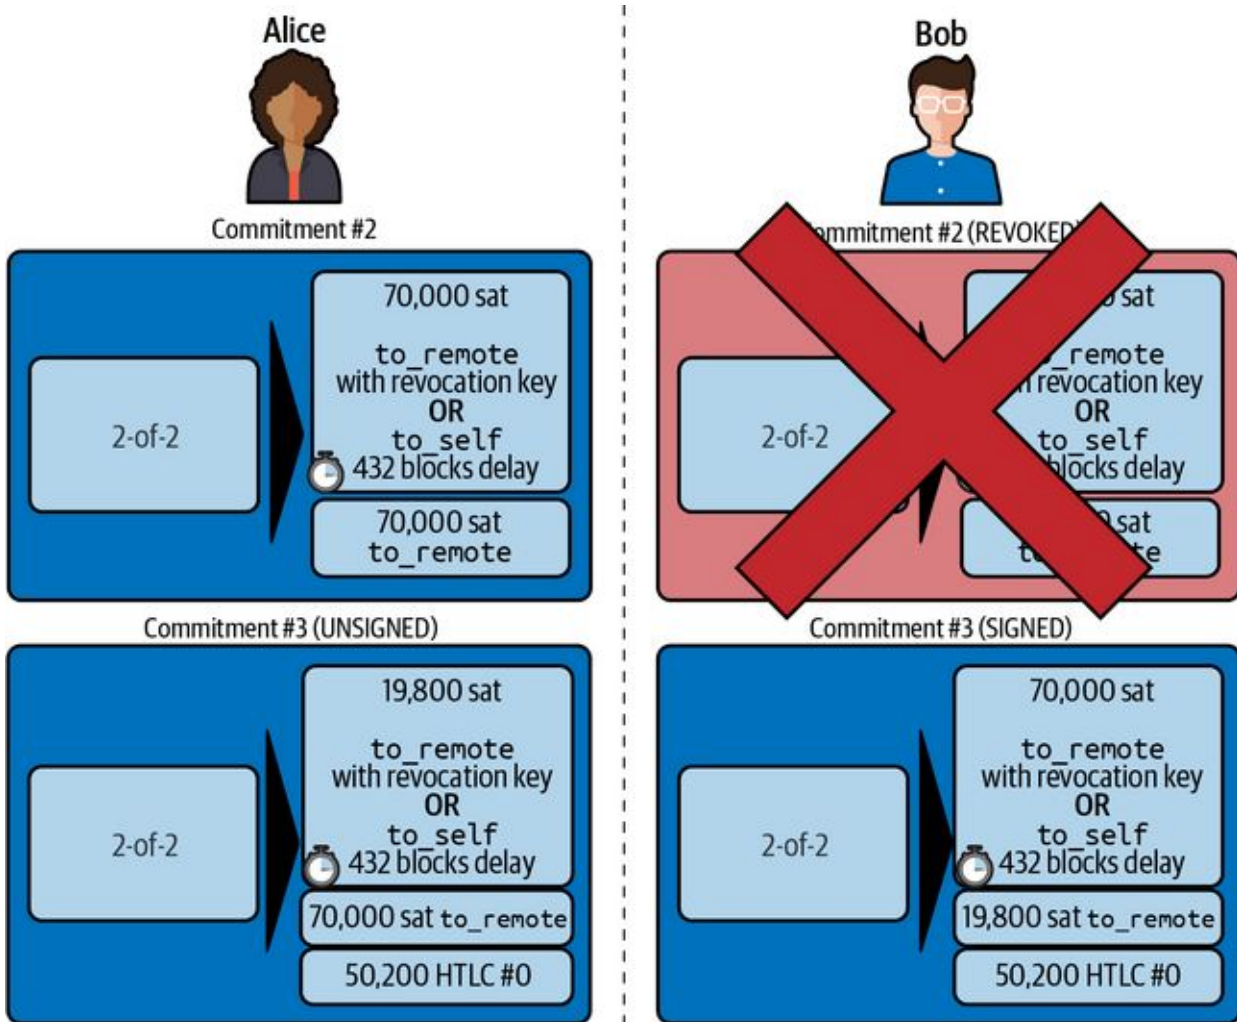 Alice
Commitment #2
2-of-2
70,000 sat
to_remote
with revocation key
OR
to_self
432 blocks delay
70,000 sat
to_remote
Commitment #3 (UNSIGNED)
2-of-2
19,800 sat
to_remote
with revocation key
OR
to_self
432 blocks delay
70,000 sat to_remote
50,200 HTLC #0
Bob
#2 (REVOKED)
2-of-2
sat
revocation key
OR
to_self
blocks delay
sat
Commitment #3 (SIGNED)
2-of-2
70,000 sat
to_remote
with revocation key
OR
to_self
432 blocks delay
19,800 sat to_remote
50,200 HTLC #0